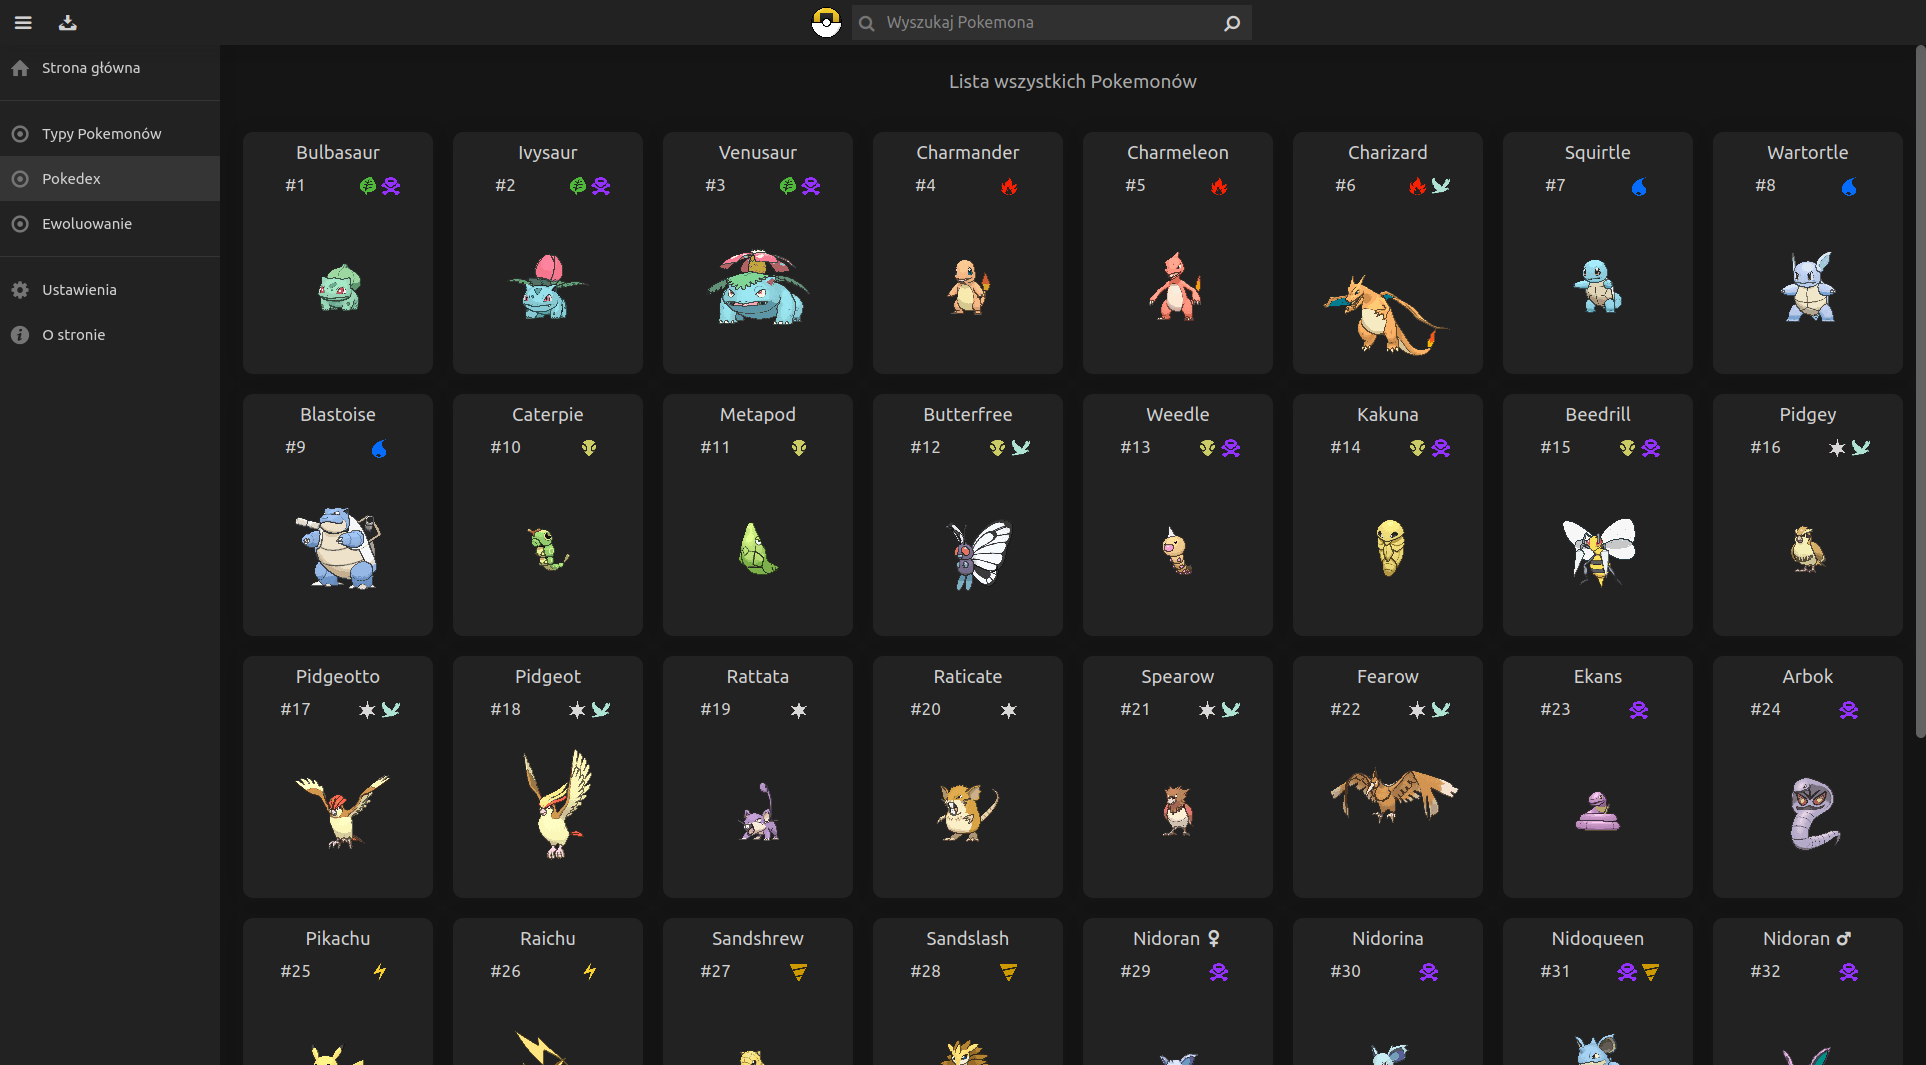 Wyszukaj Pokemona
Strona główna
Typy Pokemonów
Pokedex
Ewoluowanie
Ustawienia
O stronie
Lista wszystkich Pokemonów
Bulbasaur
#1
Ivysaur
#2
Venusaur
#3
Charmander
#4
Charmeleon
#5
Charizard
#6
Squirtle
#7
Wartortle
#8
Blastoise
#9
Caterpie
#10
Metapod
#11
Butterfree
#12
Weedle
#13
Kakuna
#14
Beedrill
#15
Pidgey
#16
Pidgeotto
#17
Pidgeot
#18
Rattata
#19
Raticate
#20
Spearow
#21
Fearow
#22
Ekans
#23
Arbok
#24
Pikachu
#25
Raichu
#26
Sandshrew
#27
Sandslash
#28
Nidoran ♀
#29
Nidorina
#30
Nidoqueen
#31
Nidoran ♂
#32